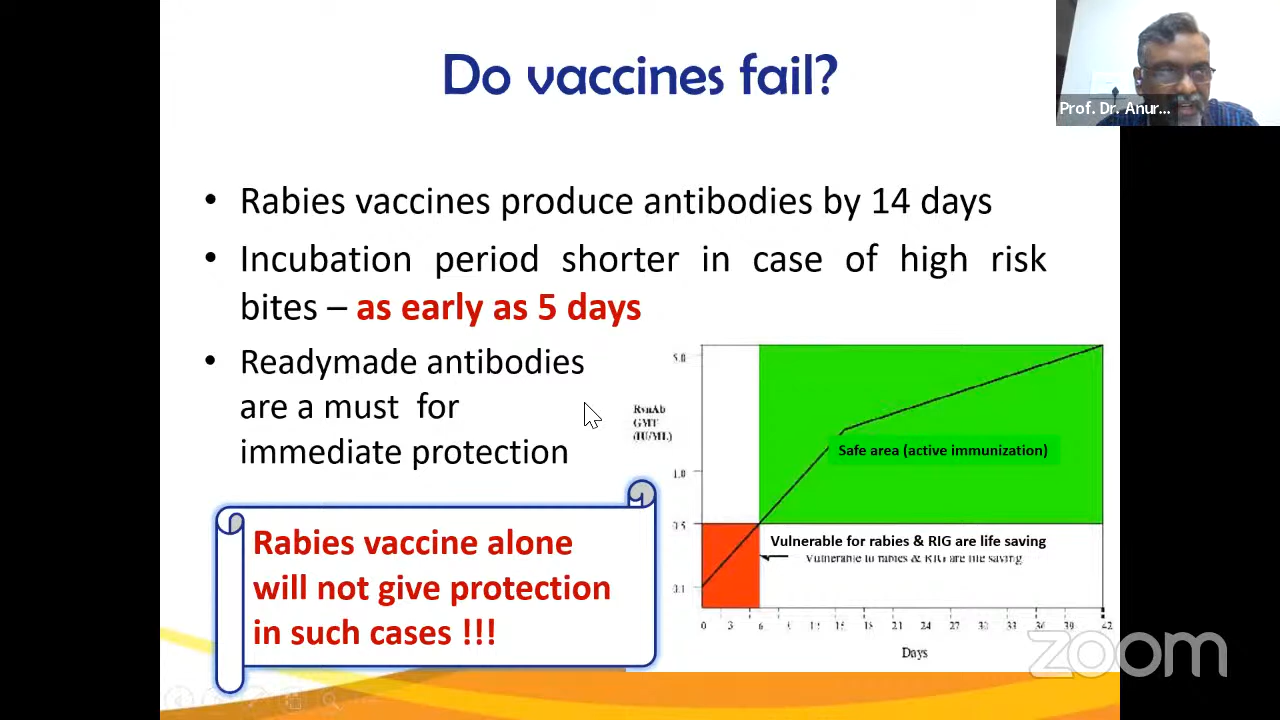 Do vaccines fail?
Prof. Dr. Anur...
• Rabies vaccines produce antibodies by 14 days
• Incubation period shorter in case of high risk
bites – as early as 5 days
• Readymade antibodies
are a must for
immediate protection
Rabies vaccine alone
will not give protection
in such cases !!!
5.0
RvnAb
GMT
(IU/ML)
1.0
0.5
0.1
Safe area (active immunization)
Vulnerable for rabies & RIG are life saving
Vulnerable to rabies & RIG are life saving
0 3 6 9 15 18 21 24 27 30 33 36 42
Days
zoom